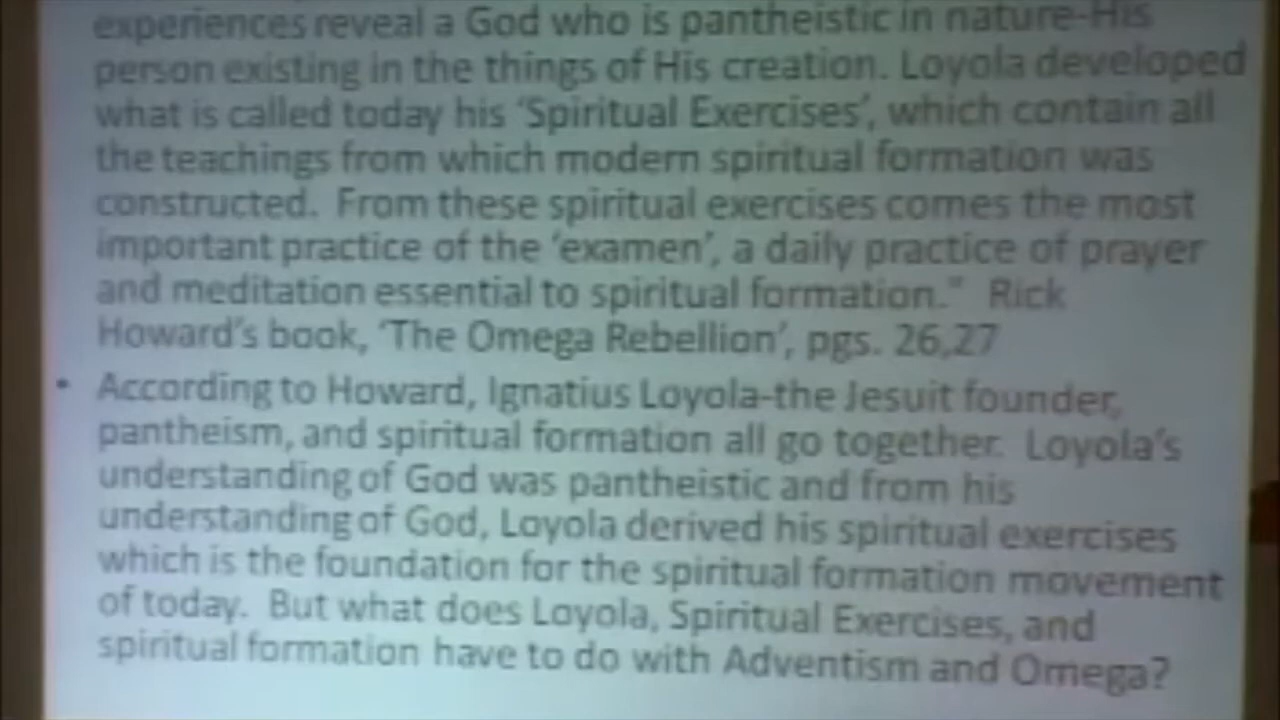 experiences reveal a God who is pantheistic in nature-His
person existing in the things of His creation. Loyola developed
what is called today his ‘Spiritual Exercises’, which contain all
the teachings from which modern spiritual formation was
constructed. From these spiritual exercises comes the most
important practice of the ‘examen’, a daily practice of prayer
and meditation essential to spiritual formation.” Rick
Howard’s book, ‘The Omega Rebellion’, pgs. 26,27
• According to Howard, Ignatius Loyola-the Jesuit founder,
pantheism, and spiritual formation all go together. Loyola’s
understanding of God was pantheistic and from his
understanding of God, Loyola derived his spiritual exercises
which is the foundation for the spiritual formation movement
of today. But what does Loyola, Spiritual Exercises, and
spiritual formation have to do with Adventism and Omega?